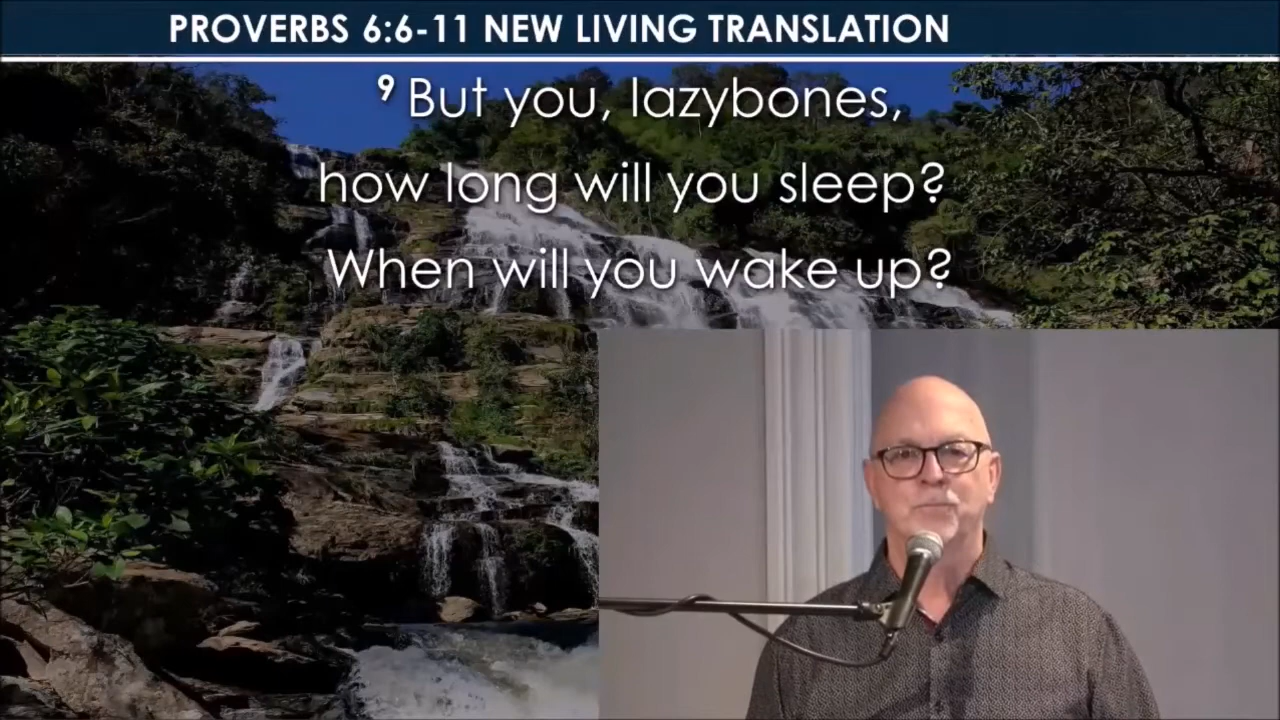 PROVERBS 6:6-11 NEW LIVING TRANSLATION
9 But you, lazybones,
how long will you sleep?
When will you wake up?